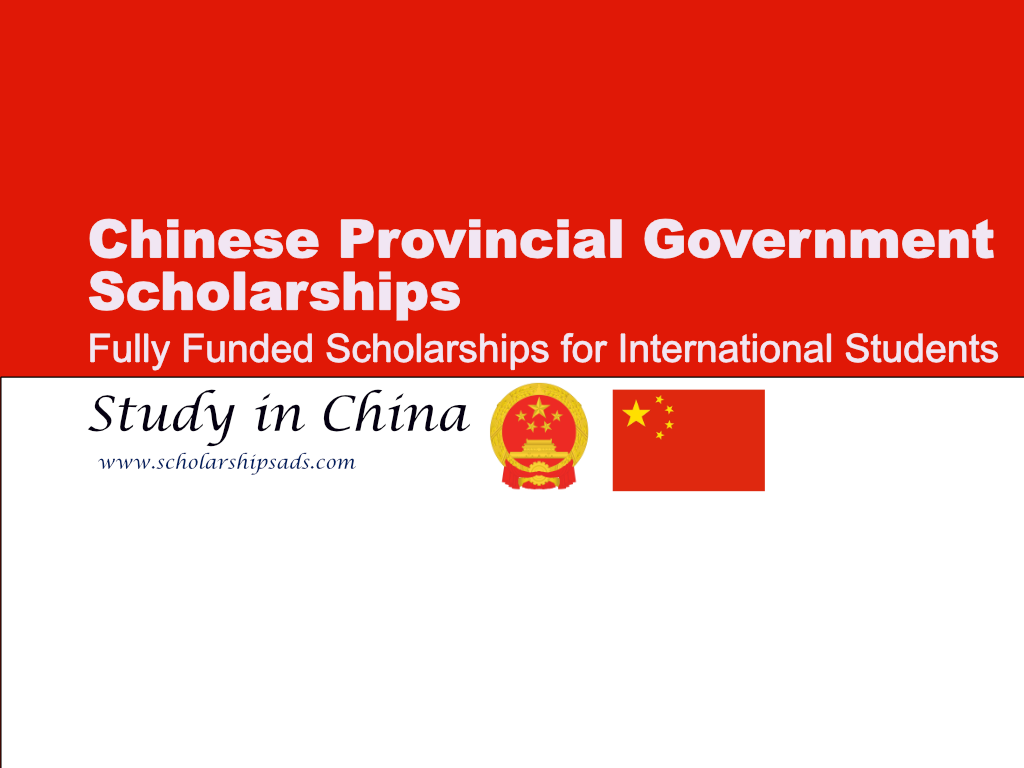 Chinese Provincial Government
Scholarships
Fully Funded Scholarships for International Students
Study in China
www.scholarshipsads.com